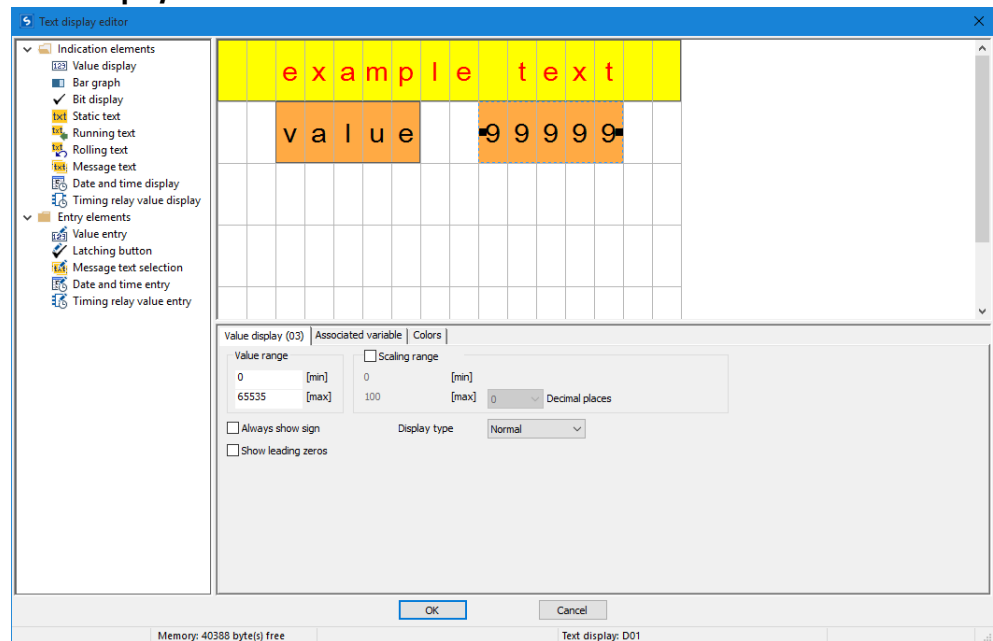 Text display editor
Indication elements
Value display
Bar graph
Bit display
Static text
Running text
Rolling text
Message text
Date and time display
Timing relay value display
Entry elements
Value entry
Latching button
Message text selection
Date and time entry
Timing relay value entry
example text
value 99999
Value display (03) Associated variable Colors
Value range Scaling range
0 [min] 0 [min]
65535 [max] 100 [max] 0 Decimal places
Always show sign Display type Normal
Show leading zeros
OK Cancel
Memory: 40388 byte(s) free Text display: D01